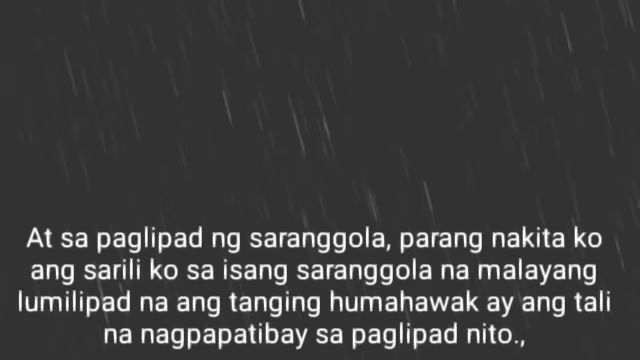 At sa paglipad ng saranggola, parang nakita ko
ang sarili ko sa isang saranggola na malayang
lumilipad na ang tanging humahawak ay ang tali
na nagpapatibay sa paglipad nito.,